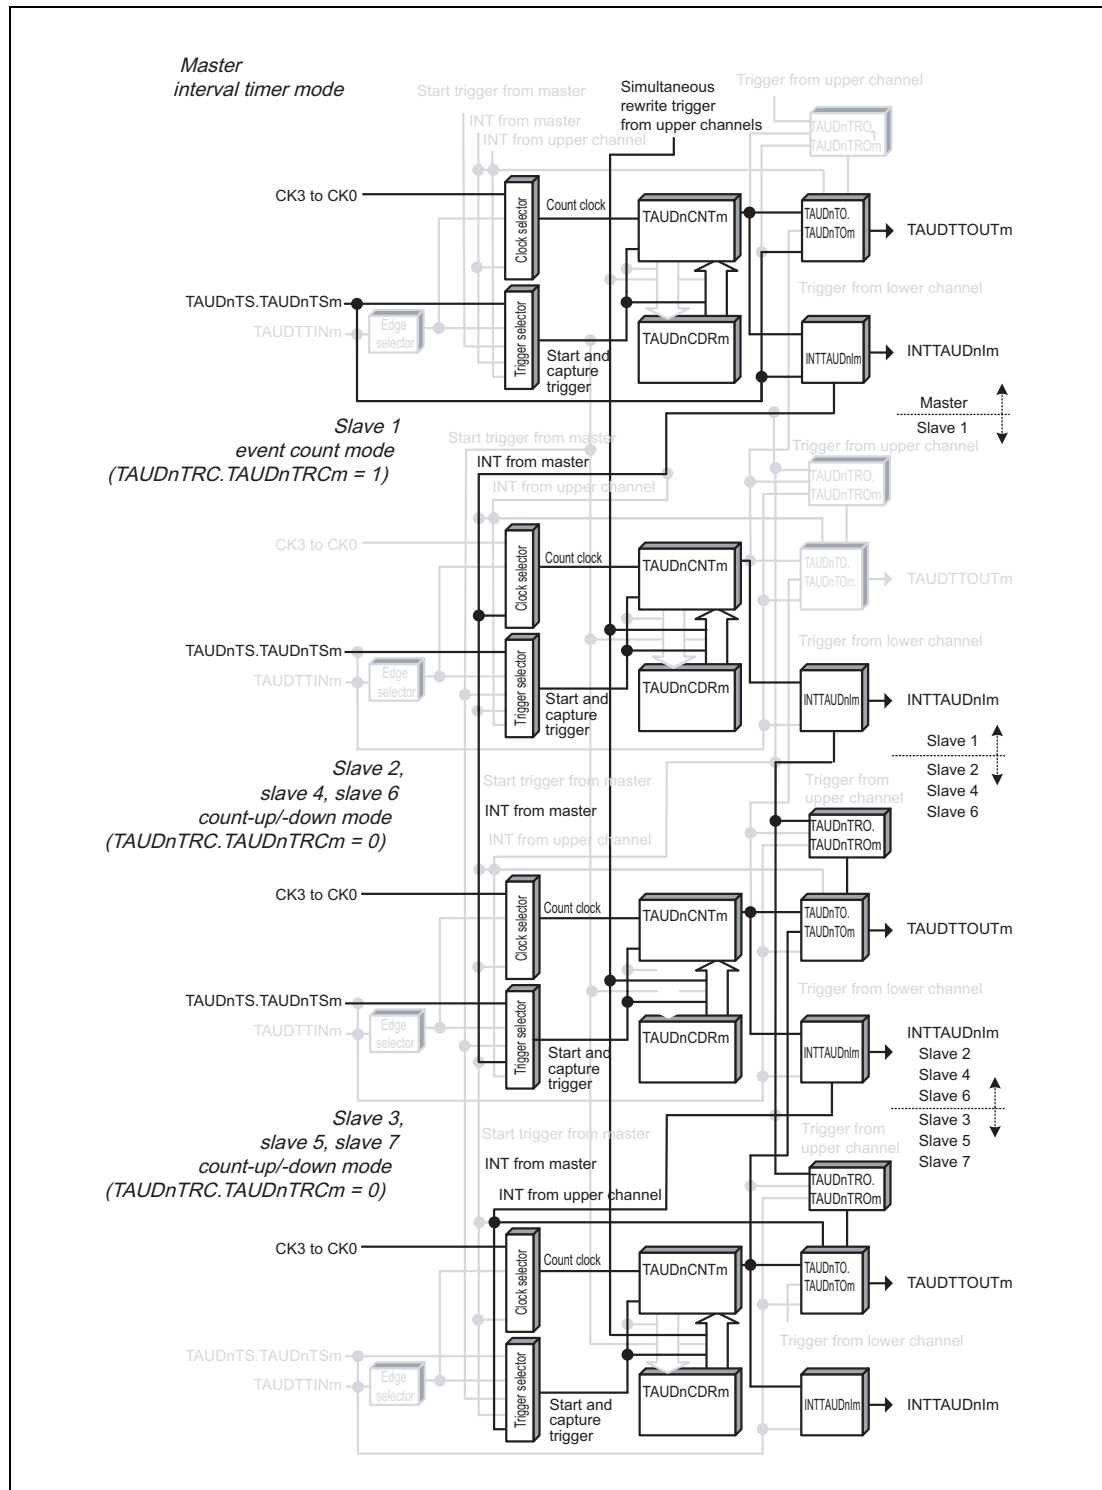 Master
interval timer mode
Start trigger from master
INT from master
INT from upper channel
Simultaneous
rewrite trigger
from upper channels
Trigger from upper channel
TAUDnTRO.
TAUDnTROm
CK3 to CK0
Clock selector
Count clock
TAUDnCNTm
TAUDnTO.
TAUDnTOm
TAUDTTOUTm
Trigger from lower channel
TAUDnTS.TAUDnTSm
TAUDTTINm
Edge
selector
Trigger selector
Start and
capture
trigger
TAUDnCDRm
INTTAUDnIm
INTTAUDnIm
Master
Slave 1
Slave 1
event count mode
(TAUDnTRC.TAUDnTRCm = 1)
Start trigger from master
INT from master
INT from upper channel
Trigger from upper channel
TAUDnTRO.
TAUDnTROm
CK3 to CK0
Clock selector
Count clock
TAUDnCNTm
TAUDnTO.
TAUDnTOm
TAUDTTOUTm
Trigger from lower channel
TAUDnTS.TAUDnTSm
TAUDTTINm
Edge
selector
Trigger selector
Start and
capture
trigger
TAUDnCDRm
INTTAUDnIm
INTTAUDnIm
Slave 1
Slave 2
Slave 4
Slave 6
Slave 2,
slave 4, slave 6
count-up/-down mode
(TAUDnTRC.TAUDnTRCm = 0)
Start trigger from master
INT from master
INT from upper channel
Trigger from
upper channel
TAUDnTRO.
TAUDnTROm
CK3 to CK0
Clock selector
Count clock
TAUDnCNTm
TAUDnTO.
TAUDnTOm
TAUDTTOUTm
Trigger from lower channel
TAUDnTS.TAUDnTSm
TAUDTTINm
Edge
selector
Trigger selector
Start and
capture
trigger
TAUDnCDRm
INTTAUDnIm
INTTAUDnIm
Slave 2
Slave 4
Slave 6
Slave 3
Slave 5
Slave 7
Slave 3,
slave 5, slave 7
count-up/-down mode
(TAUDnTRC.TAUDnTRCm = 0)
Start trigger from master
INT from master
INT from upper channel
Trigger from
upper channel
TAUDnTRO.
TAUDnTROm
CK3 to CK0
Clock selector
Count clock
TAUDnCNTm
TAUDnTO.
TAUDnTOm
TAUDTTOUTm
Trigger from lower channel
TAUDnTS.TAUDnTSm
TAUDTTINm
Edge
selector
Trigger selector
Start and
capture
trigger
TAUDnCDRm
INTTAUDnIm
INTTAUDnIm